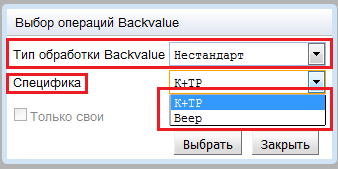 Выбор операций Backvalue
Тип обработки Backvalue Нестандарт
Специфика К+ТР
К+ТР
Веер
Только свои
Выбрать Закрыть